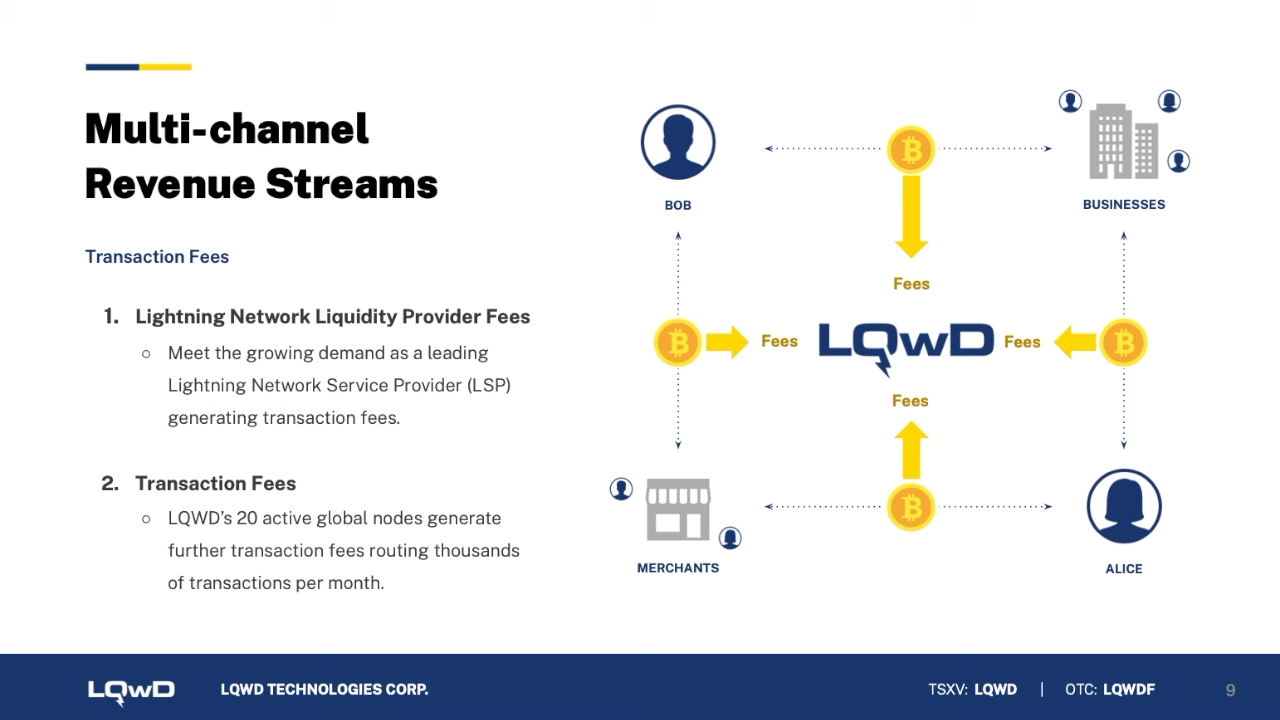 Multi-channel
Revenue Streams
Transaction Fees
1. Lightning Network Liquidity Provider Fees
○ Meet the growing demand as a leading
Lightning Network Service Provider (LSP)
generating transaction fees.
2. Transaction Fees
○ LQWD's 20 active global nodes generate
further transaction fees routing thousands
of transactions per month.
BOB
BUSINESSES
Fees
Fees
LQwD
Fees
Fees
MERCHANTS
ALICE
LQwD
LQWD TECHNOLOGIES CORP.
TSXV: LQWD | OTC: LQWDF
9